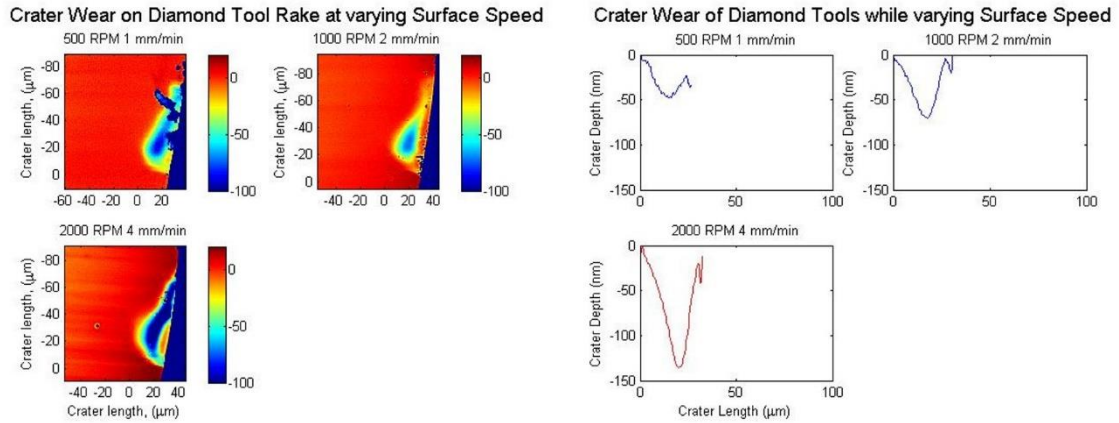 Crater Wear on Diamond Tool Rake at varying Surface Speed
500 RPM 1 mm/min
1000 RPM 2 mm/min
Crater length, (μm)
-80
-60
-40
-20
0
-60 -40 -20 0 20 40
0
-50
-100
Crater length, (μm)
-80
-60
-40
-20
0
-40 -20 0 20 40
0
-50
-100
2000 RPM 4 mm/min
Crater length, (μm)
-80
-60
-40
-20
0
-40 -20 0 20 40
Crater length, (μm)
0
-50
-100
Crater Wear of Diamond Tools while varying Surface Speed
500 RPM 1 mm/min
1000 RPM 2 mm/min
Crater Depth (nm)
0
-50
-100
-150
0 50 100
Crater Depth (nm)
0
-50
-100
-150
0 50 100
2000 RPM 4 mm/min
Crater Depth (nm)
0
-50
-100
-150
0 50 100
Crater Length (μm)